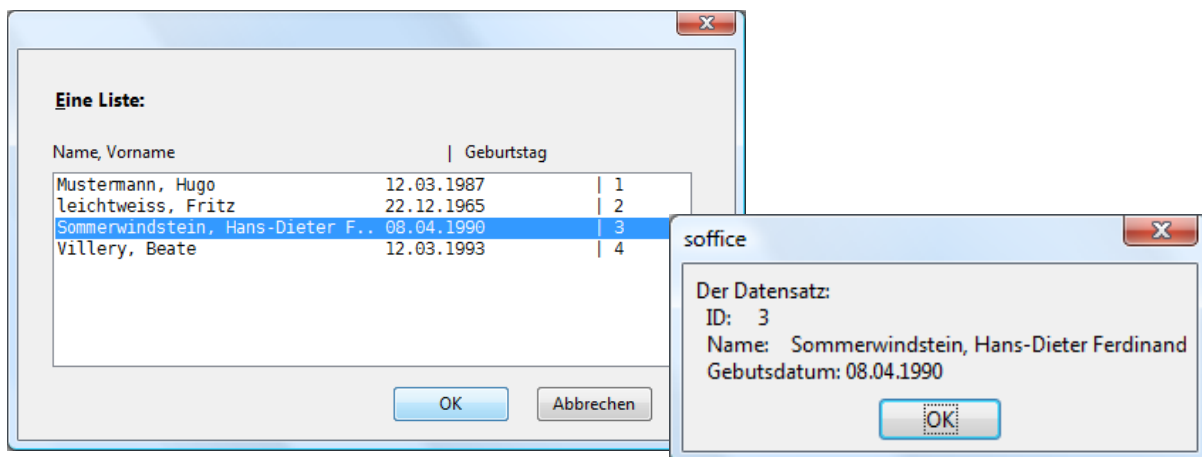 Eine Liste:
Name, Vorname | Geburtstag
Mustermann, Hugo 12.03.1987 | 1
leichtweiss, Fritz 22.12.1965 | 2
Sommerwindstein, Hans-Dieter F.. 08.04.1990 | 3
Villery, Beate 12.03.1993 | 4
OK Abbrechen
soffice
Der Datensatz:
ID: 3
Name: Sommerwindstein, Hans-Dieter Ferdinand
Gebutsdatum: 08.04.1990
OK